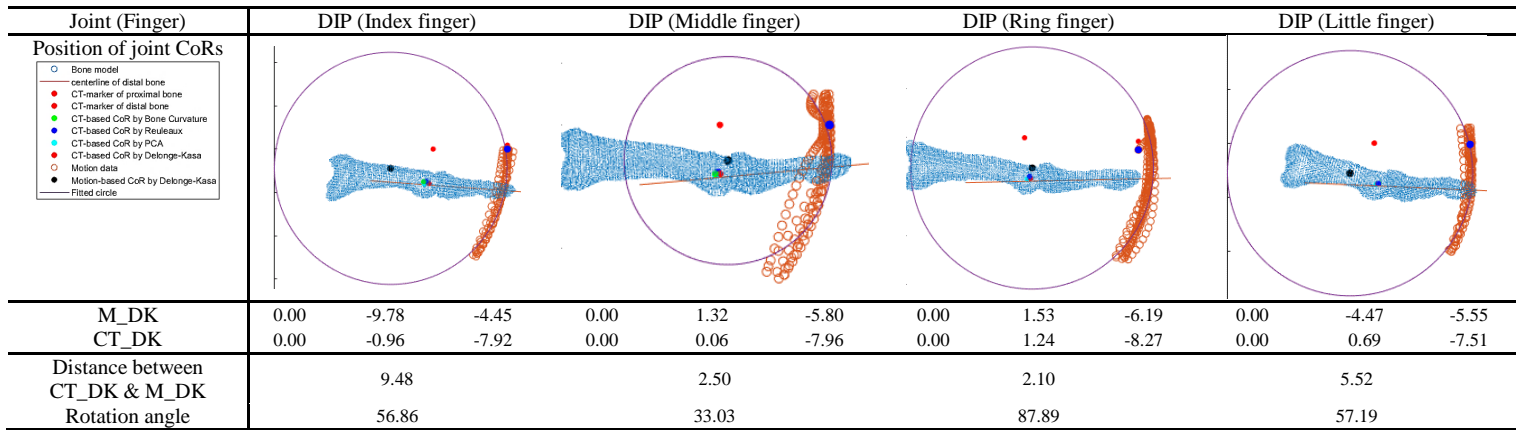 Joint (Finger) DIP (Index finger) DIP (Middle finger) DIP (Ring finger) DIP (Little finger)
Position of joint CoRs
Bone model
centerline of distal bone
CT-marker of proximal bone
CT-marker of distal bone
CT-based CoR by Bone Curvature
CT-based CoR by Reuleaux
CT-based CoR by PCA
CT-based CoR by Delonge-Kasa
Motion data
Motion-based CoR by Delonge-Kasa
Fitted circle
M_DK 0.00 -9.78 -4.45 0.00 1.32 -5.80 0.00 1.53 -6.19 0.00 -4.47 -5.55
CT_DK 0.00 -0.96 -7.92 0.00 0.06 -7.96 0.00 1.24 -8.27 0.00 0.69 -7.51
Distance between
CT_DK & M_DK 9.48 2.50 2.10 5.52
Rotation angle 56.86 33.03 87.89 57.19